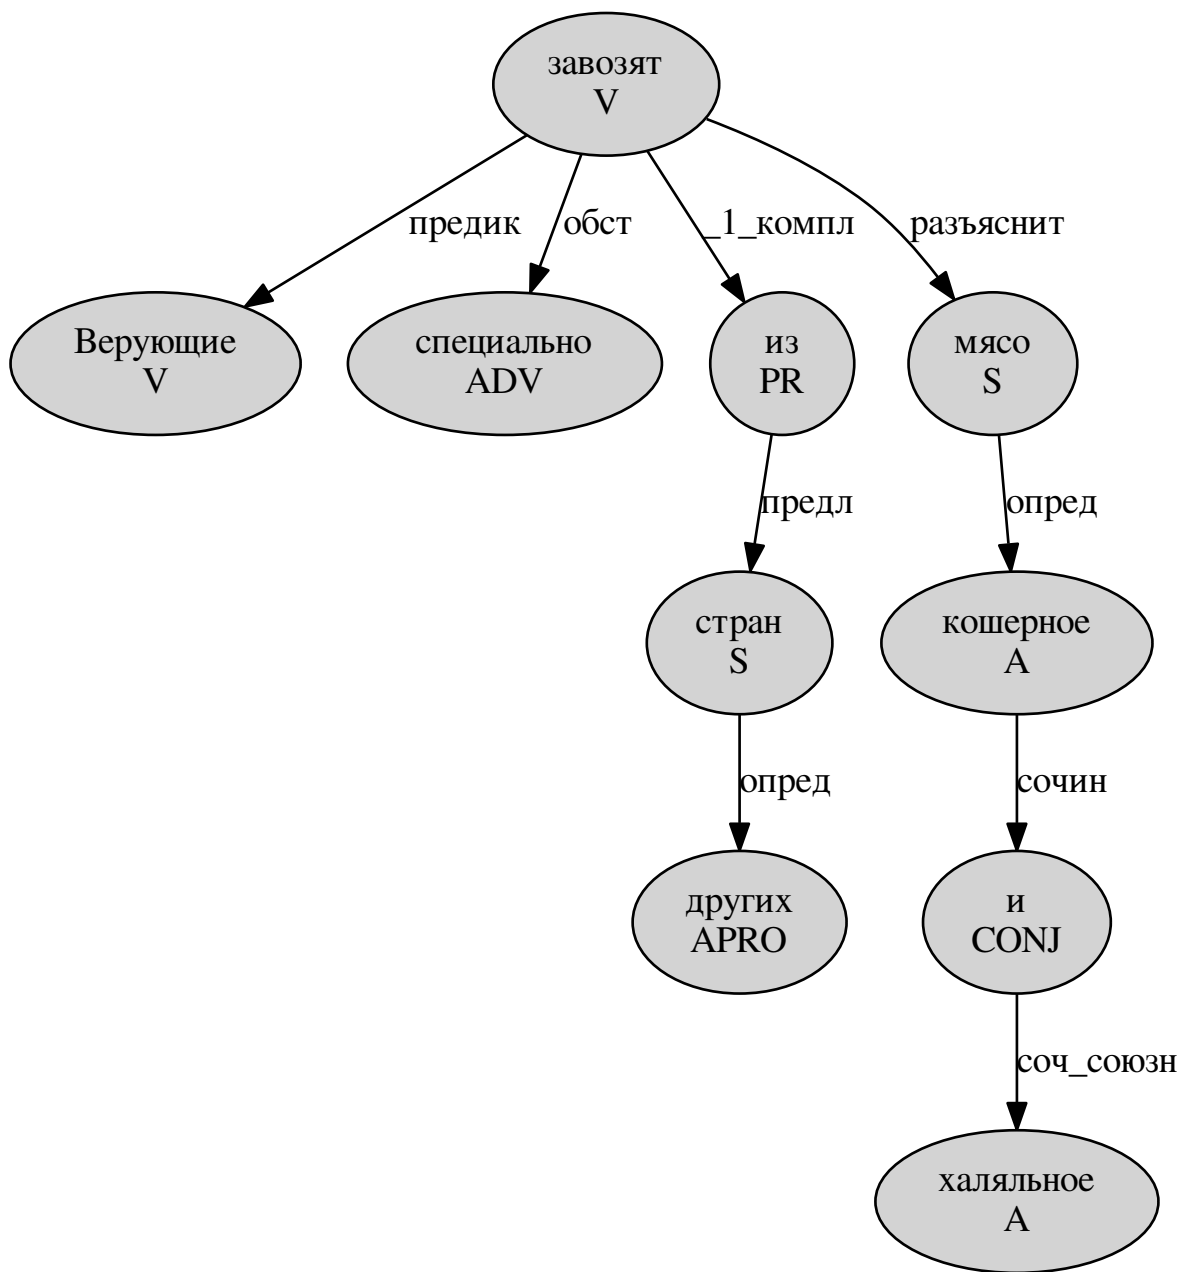 завозят
V
предик
обст
_1_компл
разъяснит
Верующие
V
специально
ADV
из
PR
мясо
S
предл
опред
стран
S
кошерное
A
опред
сочин
других
APRO
и
CONJ
соч_союзн
халяльное
A